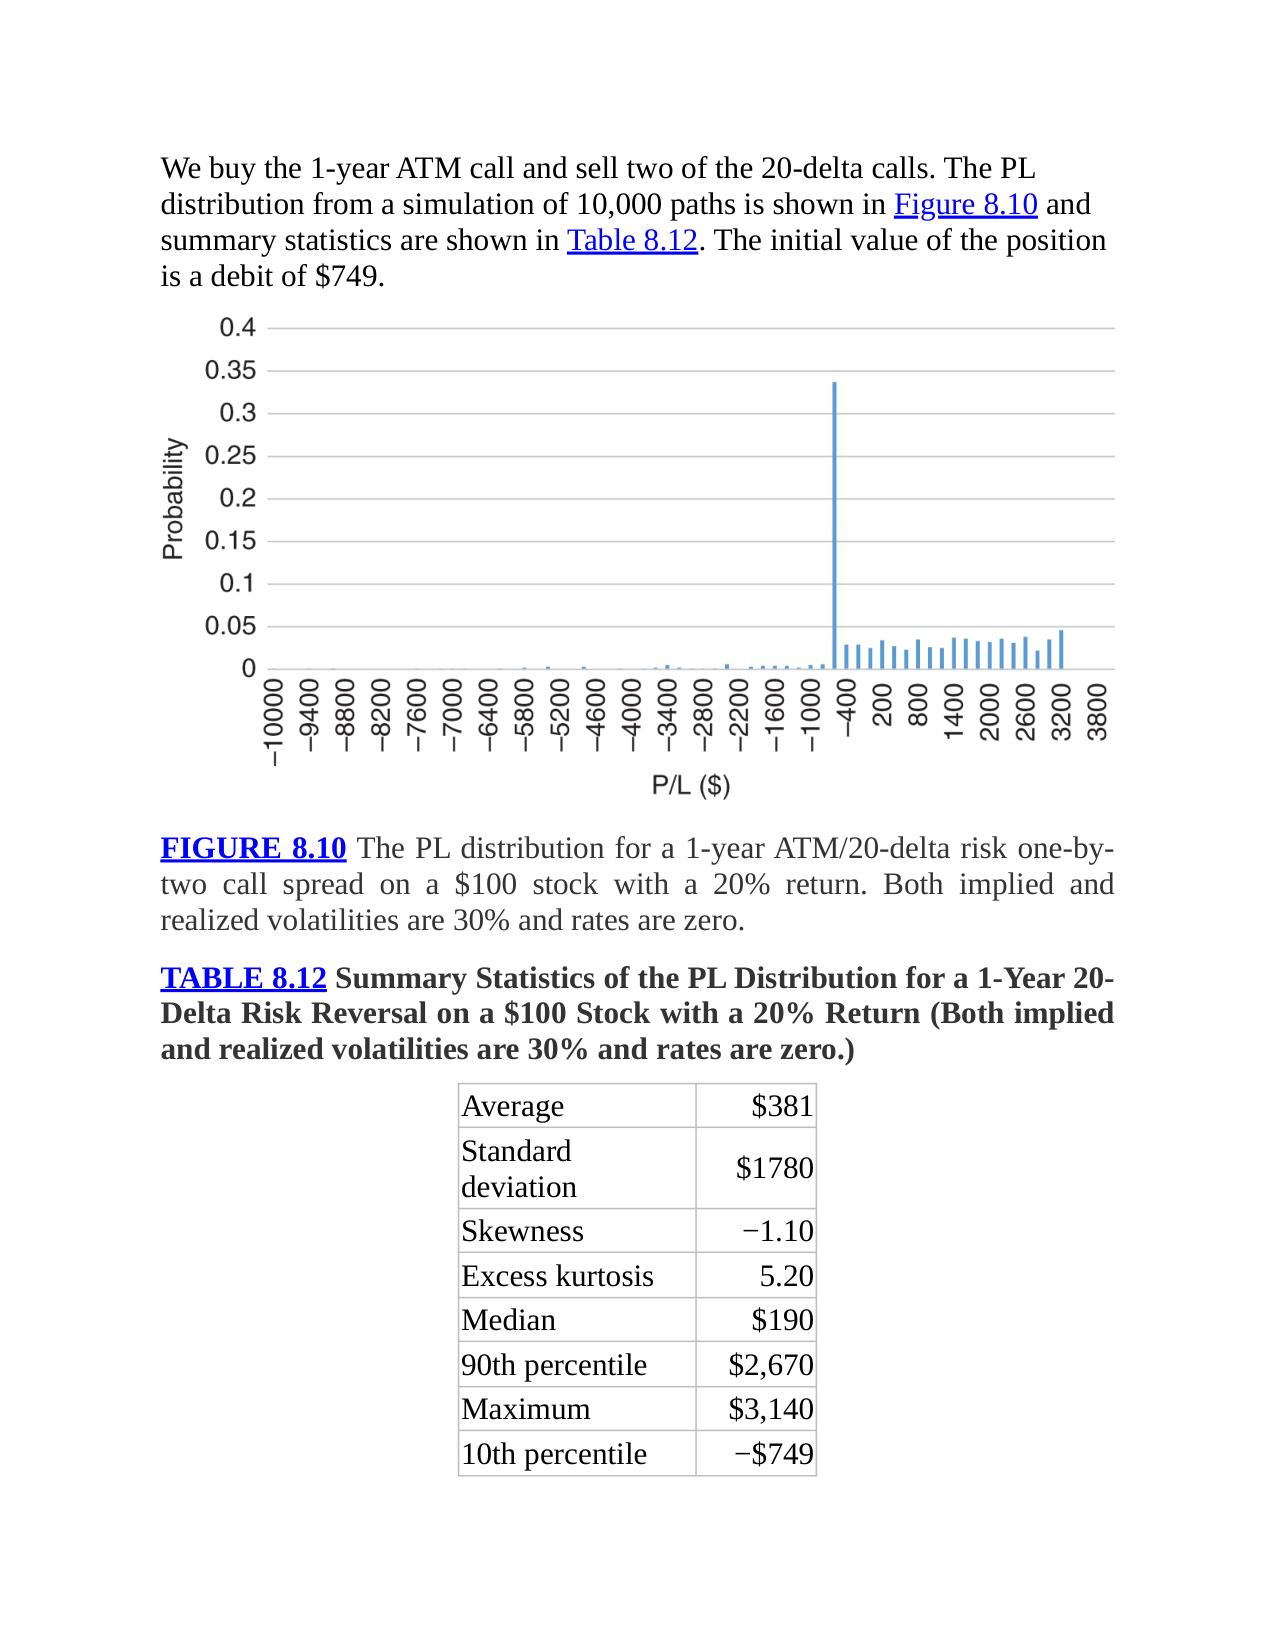 We buy the 1-year ATM call and sell two of the 20-delta calls. The PL
distribution from a simulation of 10,000 paths is shown in Figure 8.10 and
summary statistics are shown in Table 8.12. The initial value of the position
is a debit of $749.
0.4
0.35
0.3
0.25
0.2
0.15
0.1
0.05
0
Probability
−10000
−9400
−8800
−8200
−7600
−7000
−6400
−5800
−5200
−4600
−4000
−3400
−2800
−2200
−1600
−1000
−400
200
800
1400
2000
2600
3200
3800
P/L ($)
FIGURE 8.10 The PL distribution for a 1-year ATM/20-delta risk one-by-
two call spread on a $100 stock with a 20% return. Both implied and
realized volatilities are 30% and rates are zero.
TABLE 8.12 Summary Statistics of the PL Distribution for a 1-Year 20-
Delta Risk Reversal on a $100 Stock with a 20% Return (Both implied
and realized volatilities are 30% and rates are zero.)
Average $381
Standard
deviation $1780
Skewness −1.10
Excess kurtosis 5.20
Median $190
90th percentile $2,670
Maximum $3,140
10th percentile −$749